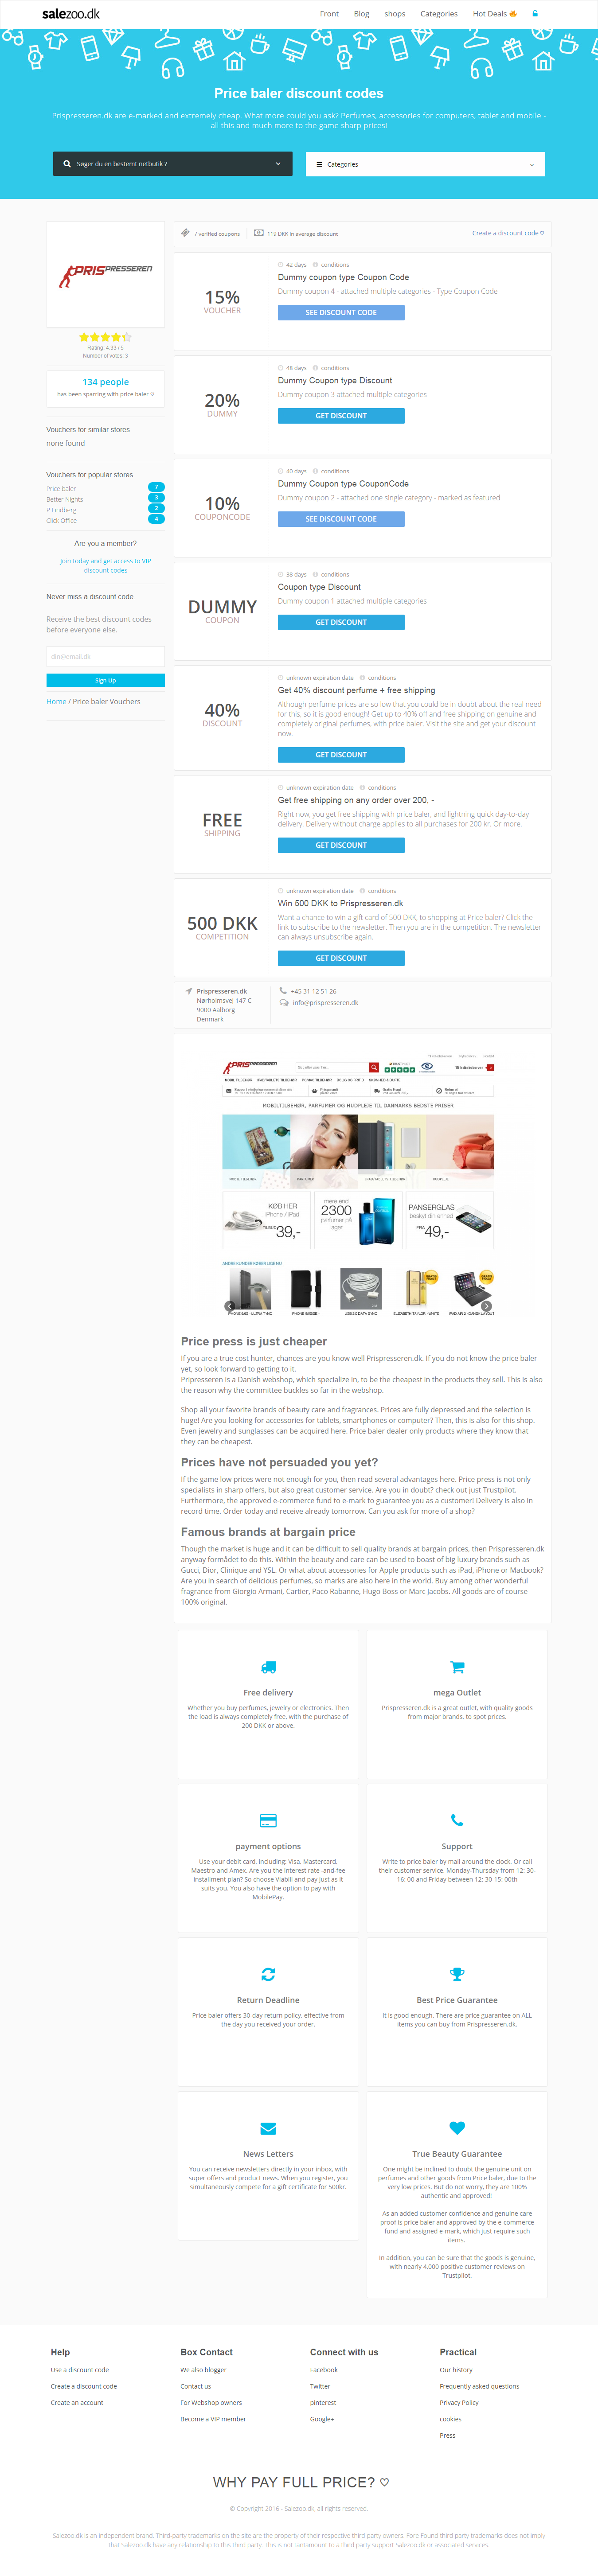 salezoo.dk
Front Blog shops Categories Hot Deals
Price baler discount codes
Prispresseren.dk are e-marked and extremely cheap. What more could you ask? Perfumes, accessories for computers, tablet and mobile -
all this and much more to the game sharp prices!
Søger du en bestemt netbutik ?
Categories
PRISPRESSEREN
Rating: 4.33 / 5
Number of votes: 3
134 people
has been sparring with price baler
Vouchers for similar stores
none found
Vouchers for popular stores
Price baler 7
Better Nights 3
P Lindberg 2
Click Office 4
Are you a member?
Join today and get access to VIP
discount codes
Never miss a discount code.
Receive the best discount codes
before everyone else.
din@email.dk
Sign Up
Home / Price baler Vouchers
7 verified coupons
119 DKK in average discount
Create a discount code
15%
VOUCHER
42 days conditions
Dummy coupon type Coupon Code
Dummy coupon 4 - attached multiple categories - Type Coupon Code
SEE DISCOUNT CODE
20%
DUMMY
48 days conditions
Dummy Coupon type Discount
Dummy coupon 3 attached multiple categories
GET DISCOUNT
10%
COUPONCODE
40 days conditions
Dummy Coupon type CouponCode
Dummy coupon 2 - attached one single category - marked as featured
SEE DISCOUNT CODE
DUMMY
COUPON
38 days conditions
Coupon type Discount
Dummy coupon 1 attached multiple categories
GET DISCOUNT
40%
DISCOUNT
unknown expiration date conditions
Get 40% discount perfume + free shipping
Although perfume prices are so low that you could be in doubt about the real need
for this, so it is good enough! Get up to 40% off and free shipping on genuine and
completely original perfumes, with price baler. Visit the site and get your discount
now.
GET DISCOUNT
FREE
SHIPPING
unknown expiration date conditions
Get free shipping on any order over 200, -
Right now, you get free shipping with price baler, and lightning quick day-to-day
delivery. Delivery without charge applies to all purchases for 200 kr. Or more.
GET DISCOUNT
500 DKK
COMPETITION
unknown expiration date conditions
Win 500 DKK to Prispresseren.dk
Want a chance to win a gift card of 500 DKK, to shopping at Price baler? Click the
link to subscribe to the newsletter. Then you are in the competition. The newsletter
can always unsubscribe again.
GET DISCOUNT
Prispresseren.dk
Nørholmsvej 147 C
9000 Aalborg
Denmark
+45 31 12 51 26
info@prispresseren.dk
PRISPRESSEREN
MOBILTILBEHØR, PARFUMER OG HUDPLEJE TIL DANMARKS BEDSTE PRISER
KØB HER
iPhone / iPad
39,-
mere end
2300
parfumer på
lager
PANSERGLAS
beskyt din enhed
FRA 49,-
ANDRE KUNDER KØBER LIGE NU
Price press is just cheaper
If you are a true cost hunter, chances are you know well Prispresseren.dk. If you do not know the price baler
yet, so look forward to getting to it.
Pripresseren is a Danish webshop, which specialize in, to be the cheapest in the products they sell. This is also
the reason why the committee buckles so far in the webshop.
Shop all your favorite brands of beauty care and fragrances. Prices are fully depressed and the selection is
huge! Are you looking for accessories for tablets, smartphones or computer? Then, this is also for this shop.
Even jewelry and sunglasses can be acquired here. Price baler dealer only products where they know that
they can be cheapest.
Prices have not persuaded you yet?
If the game low prices were not enough for you, then read several advantages here. Price press is not only
specialists in sharp offers, but also great customer service. Are you in doubt? check out just Trustpilot.
Furthermore, the approved e-commerce fund to e-mark to guarantee you as a customer! Delivery is also in
record time. Order today and receive already tomorrow. Can you ask for more of a shop?
Famous brands at bargain price
Though the market is huge and it can be difficult to sell quality brands at bargain prices, then Prispresseren.dk
anyway formådet to do this. Within the beauty and care can be used to boast of big luxury brands such as
Gucci, Dior, Clinique and YSL. Or what about accessories for Apple products such as iPad, iPhone or Macbook?
Are you in search of delicious perfumes, so marks are also here in the world. Buy among other wonderful
fragrance from Giorgio Armani, Cartier, Paco Rabanne, Hugo Boss or Marc Jacobs. All goods are of course
100% original.
Free delivery
Whether you buy perfumes, jewelry or electronics. Then
the load is always completely free, with the purchase of
200 DKK or above.
mega Outlet
Prispresseren.dk is a great outlet, with quality goods
from major brands, to spot prices.
payment options
Use your debit card, including: Visa, Mastercard,
Maestro and Amex. Are you the interest rate -and-fee
installment plan? So choose Viabill and pay just as it
suits you. You also have the option to pay with
MobilePay.
Support
Write to price baler by mail around the clock. Or call
their customer service, Monday-Thursday from 12: 30-
16; 00 and Friday between 12: 30-15: 00th
Return Deadline
Price baler offers 30-day return policy, effective from
the day you received your order.
Best Price Guarantee
It is good enough. There are price guarantee on ALL
items you can buy from Prispresseren.dk.
News Letters
You can receive newsletters directly in your inbox, with
super offers and product news. When you register, you
simultaneously compete for a gift certificate for 500kr.
True Beauty Guarantee
One might be inclined to doubt the genuine unit on
perfumes and other goods from Price baler, due to the
very low prices. But do not worry, they are 100%
authentic and approved!
As an added customer confidence and genuine care
proof is price baler and approved by the e-commerce
fund and assigned e-mark, which just require such
items.
In addition, you can be sure that the goods is genuine,
with nearly 4,000 positive customer reviews on
Trustpilot.
Help
Use a discount code
Create a discount code
Create an account
Box Contact
We also blogger
Contact us
For Webshop owners
Become a VIP member
Connect with us
Facebook
Twitter
pinterest
Google+
Practical
Our history
Frequently asked questions
Privacy Policy
cookies
Press
WHY PAY FULL PRICE?
© Copyright 2016 - Salezoo.dk, all rights reserved.
Salezoo.dk is an independent brand. Third-party trademarks on the site are the property of their respective third party owners. Fore Found third party trademarks does not imply
that Salezoo.dk have any relationship to this third party. This is not tantamount to a third party support Salezoo.dk or associated services.